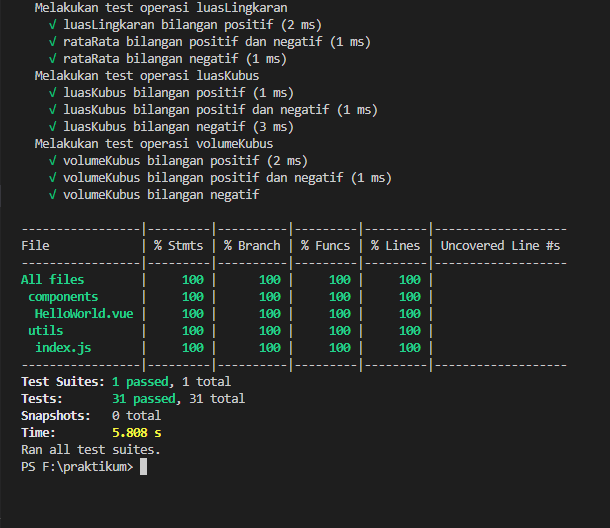 Melakukan test operasi luasLingkaran
√ luasLingkaran bilangan positif (2 ms)
√ rataRata bilangan positif dan negatif (1 ms)
√ rataRata bilangan negatif (1 ms)
Melakukan test operasi luasKubus
√ luasKubus bilangan positif (1 ms)
√ luasKubus bilangan positif dan bilangan negatif (1 ms)
√ luasKubus bilangan negatif (3 ms)
Melakukan test operasi volumeKubus
√ volumeKubus bilangan positif (2 ms)
√ volumeKubus bilangan positif dan negatif (1 ms)
√ volumeKubus bilangan negatif
-----------------|---------|----------|---------|---------|-------------------
File | % Stmts | % Branch | % Funcs | % Lines | Uncovered Line #s
-----------------|---------|----------|---------|---------|-------------------
All files | 100 | 100 | 100 | 100 |
components | 100 | 100 | 100 | 100 |
HelloWorld.vue | 100 | 100 | 100 | 100 |
utils | 100 | 100 | 100 | 100 |
index.js | 100 | 100 | 100 | 100 |
-----------------|---------|----------|---------|---------|-------------------
Test Suites: 1 passed, 1 total
Tests: 31 passed, 31 total
Snapshots: 0 total
Time: 5.808 s
Ran all test suites.
PS F:\praktikum>